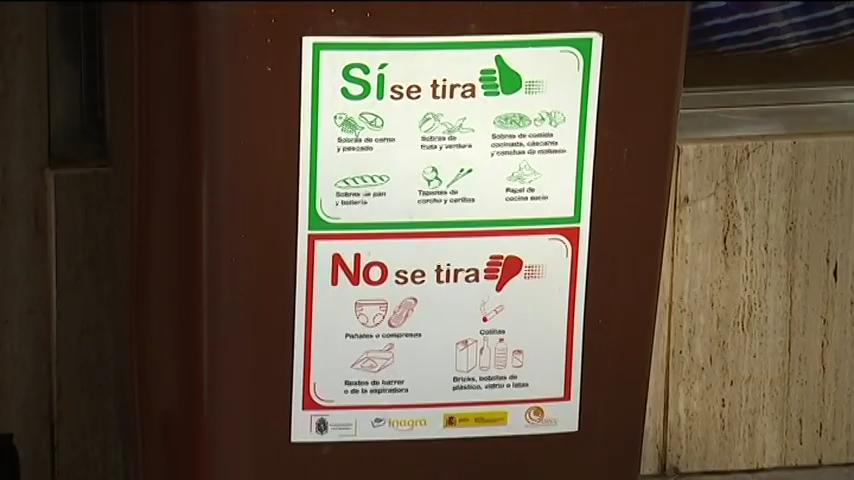 Sí se tira
Sobras de carne
y pescado
Sobras de
fruta y verdura
Sobras de comida
cocinada, cáscaras
y conchas de marisco
Sobras de pan
y bollería
Tapones de
corcho y cerillas
Papel de
cocina sucio
No se tira
Pañales o compresas
Colillas
Restos de barrer
o de la aspiradora
Bricks, botellas de
plástico, vidrio o latas
inagra